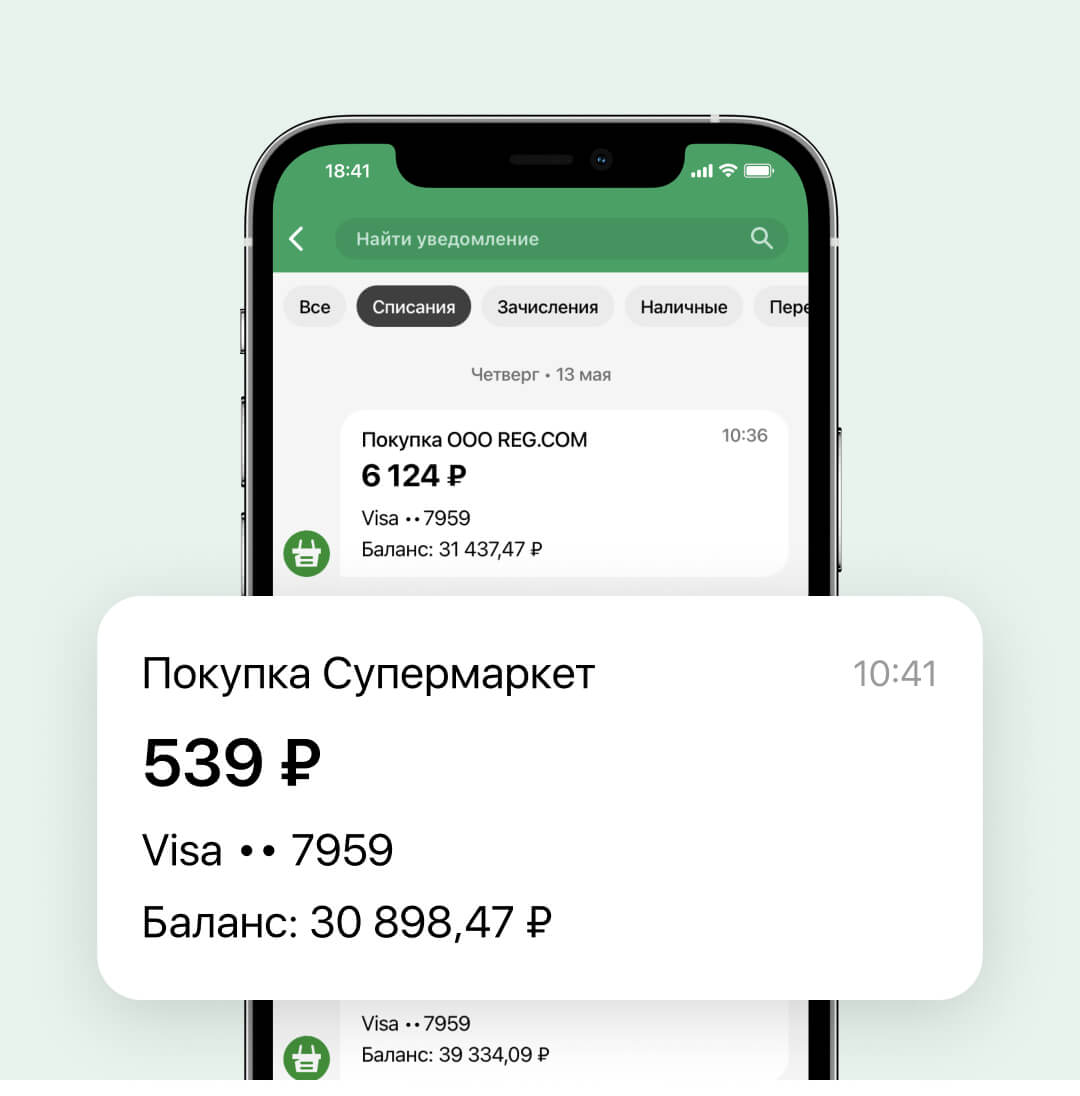 18:41
Найти уведомление
Все Списания Зачисления Наличные Пере
Четверг • 13 мая
Покупка ООО REG.COM 10:36
6 124 ₽
Visa •• 7959
Баланс: 31 437,47 ₽
Покупка Супермаркет 10:41
539 ₽
Visa •• 7959
Баланс: 30 898,47 ₽
Visa •• 7959
Баланс: 39 334,09 ₽